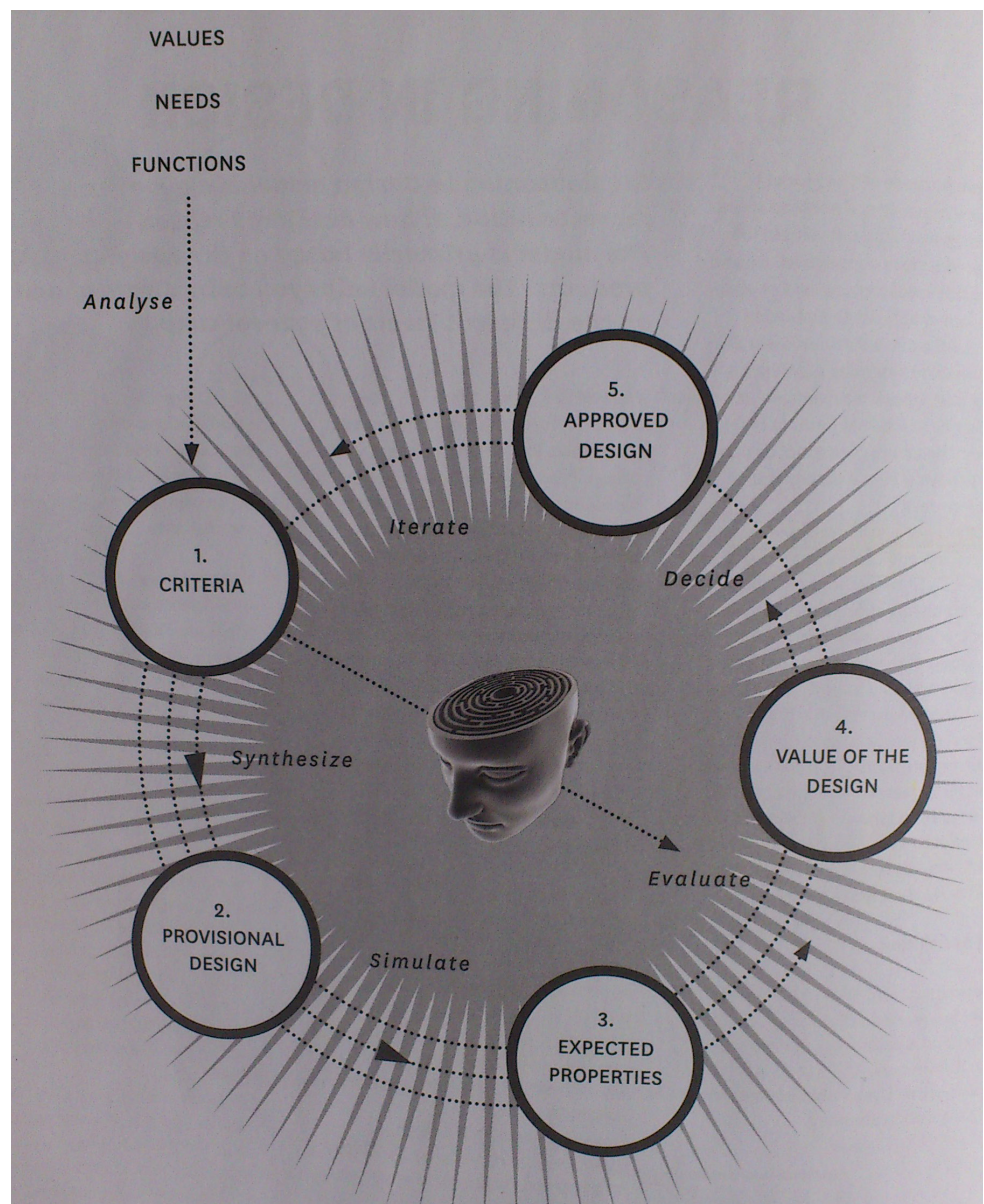 VALUES
NEEDS
FUNCTIONS
Analyse
5.
APPROVED
DESIGN
Iterate
1.
CRITERIA
Decide
4.
VALUE OF THE
DESIGN
Synthesize
Evaluate
2.
PROVISIONAL
DESIGN
Simulate
3.
EXPECTED
PROPERTIES